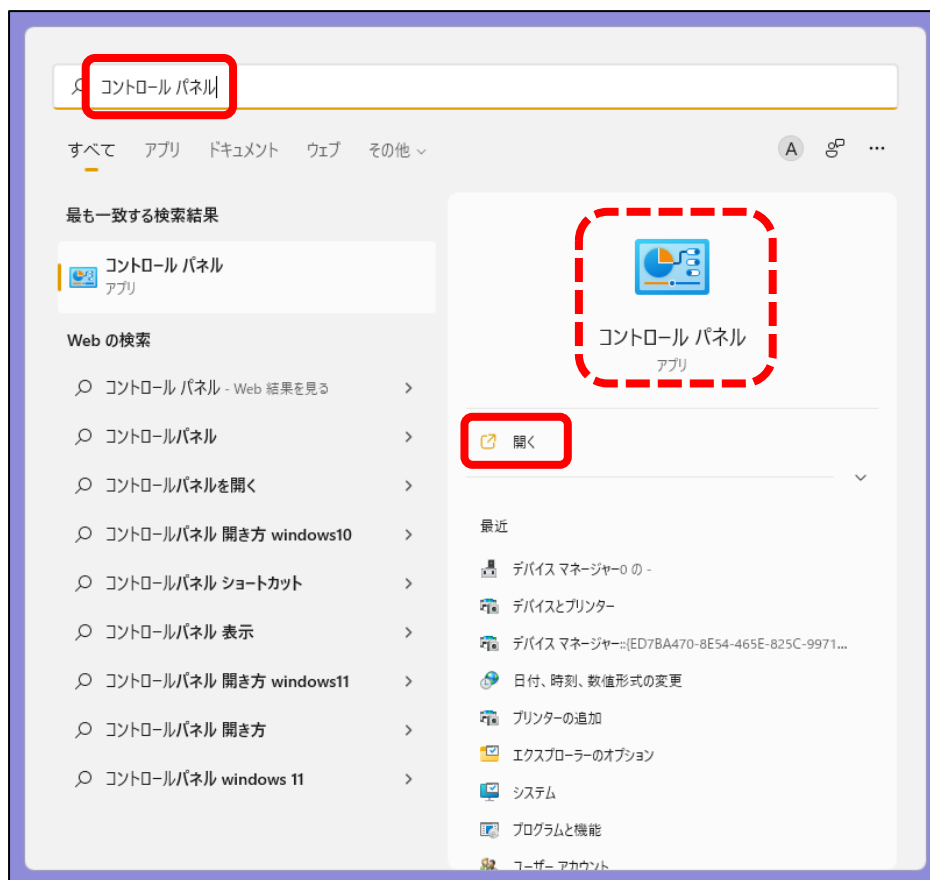 コントロール パネル
すべて アプリ ドキュメント ウェブ その他 A ...
最も一致する検索結果
コントロール パネル
アプリ
Web の検索
コントロール パネル - Web 結果を見る
コントロールパネル
コントロールパネルを開く
コントロールパネル 開き方 windows10
コントロールパネル ショートカット
コントロールパネル 表示
コントロールパネル 開き方 windows11
コントロールパネル 開き方
コントロールパネル windows 11
コントロール パネル
アプリ
開く
最近
デバイス マネージャー0 の -
デバイスとプリンター
デバイス マネージャー::{ED7BA470-8E54-465E-825C-9971...
日付、時刻、数値形式の変更
プリンターの追加
エクスプローラーのオプション
システム
プログラムと機能
ユーザー アカウント